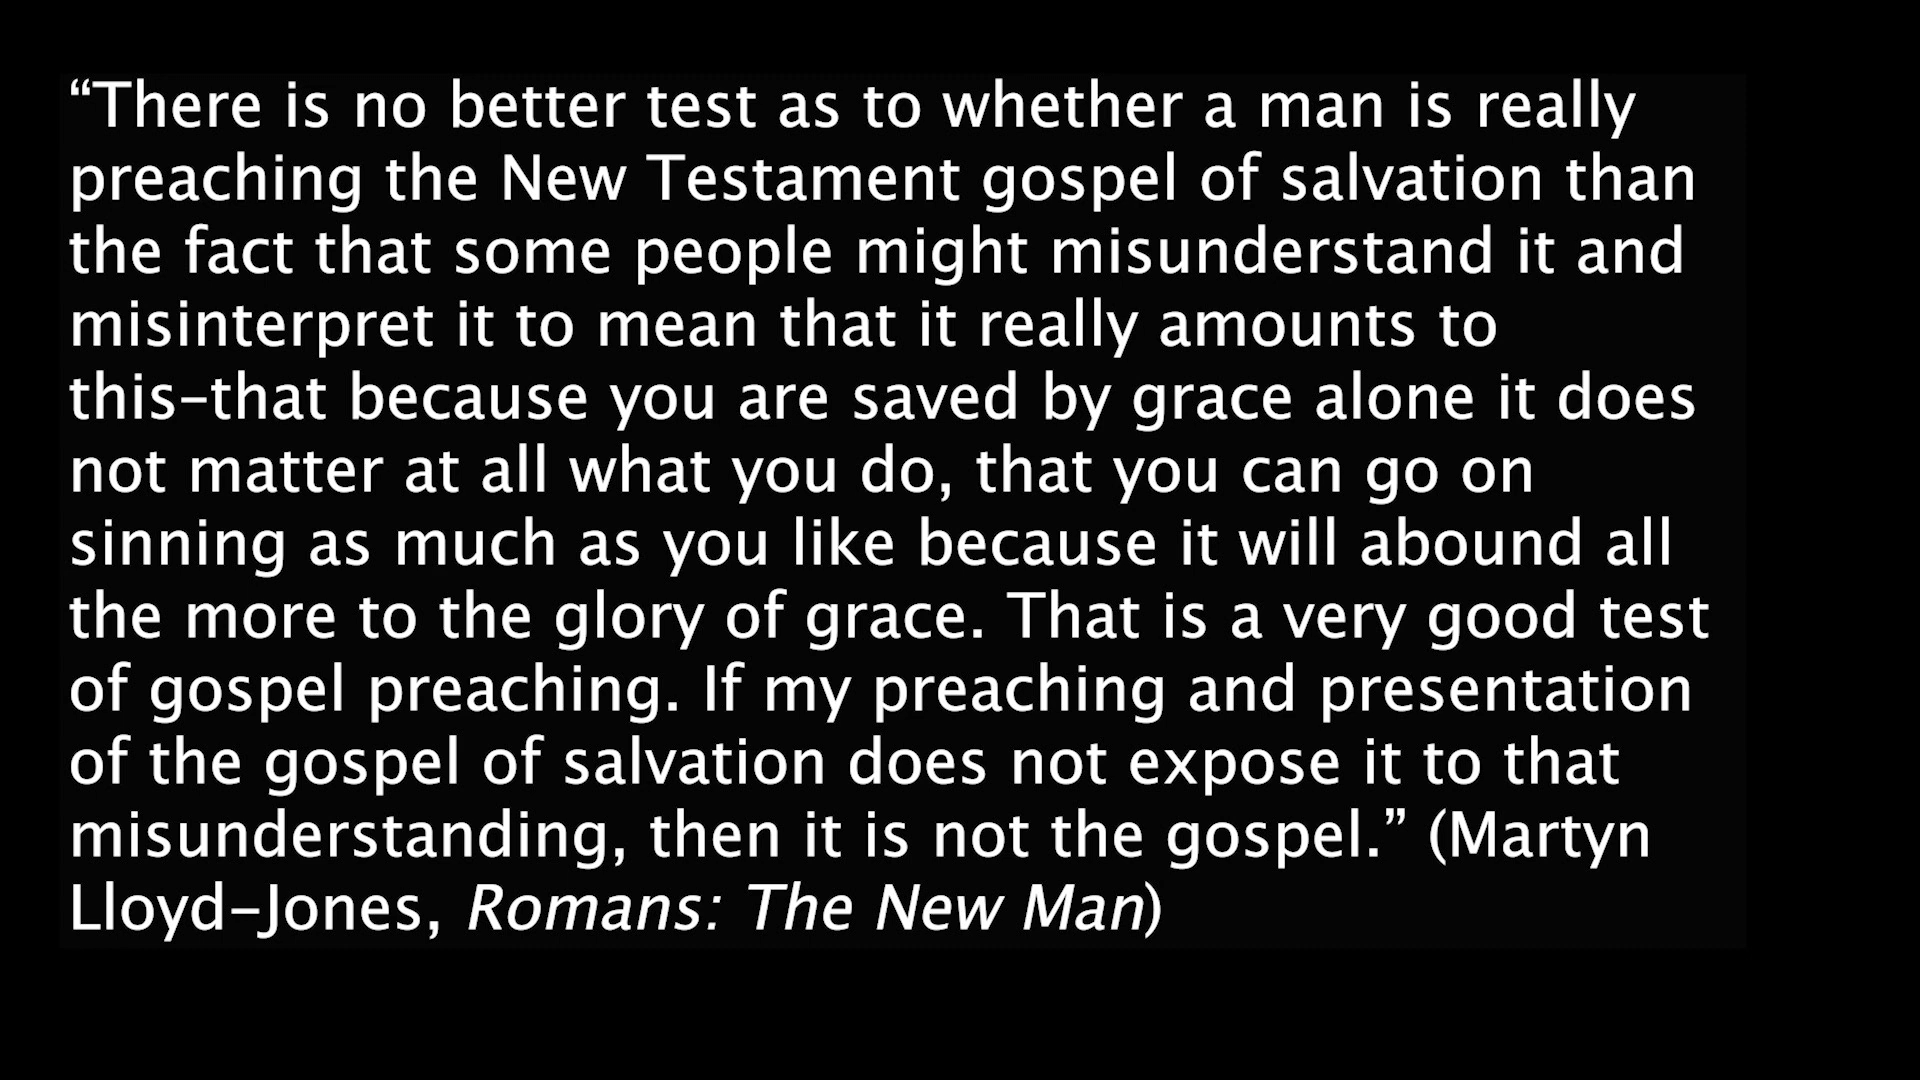 “There is no better test as to whether a man is really
preaching the New Testament gospel of salvation than
the fact that some people might misunderstand it and
misinterpret it to mean that it really amounts to
this–that because you are saved by grace alone it does
not matter at all what you do, that you can go on
sinning as much as you like because it will abound all
the more to the glory of grace. That is a very good test
of gospel preaching. If my preaching and presentation
of the gospel of salvation does not expose it to that
misunderstanding, then it is not the gospel.” (Martyn
Lloyd-Jones, Romans: The New Man)